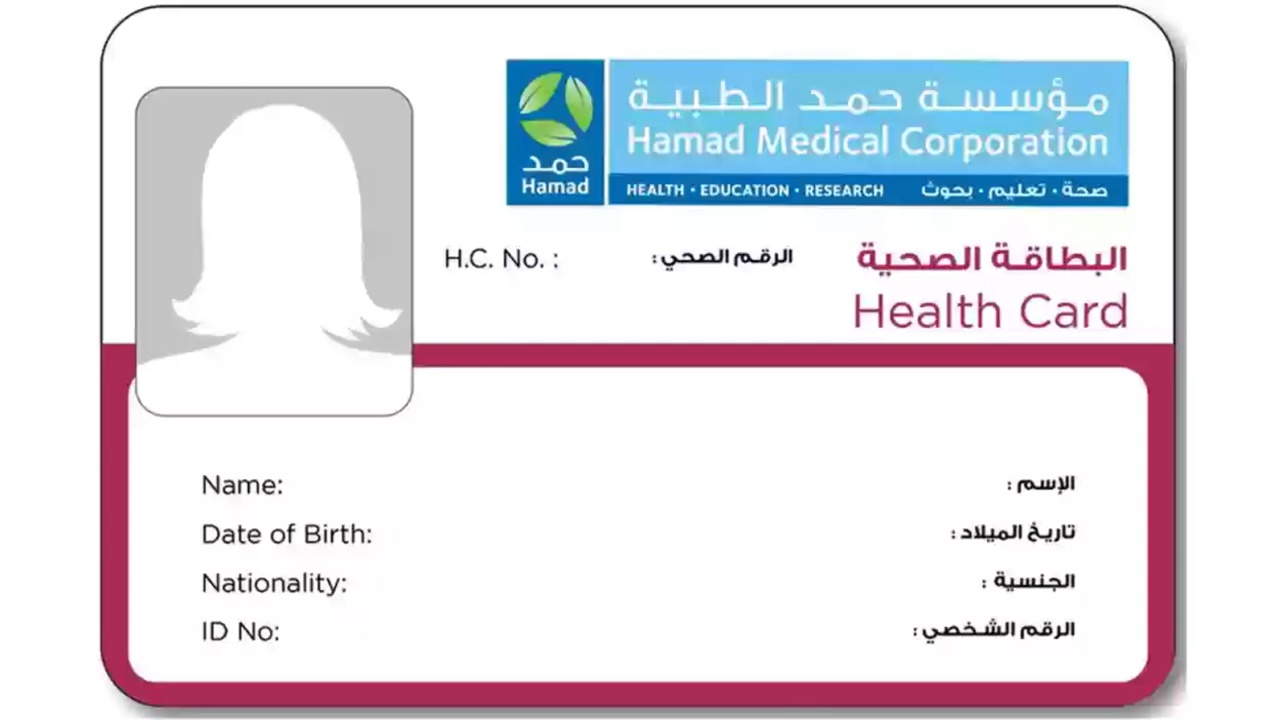 مؤسسة حمد الطبية
Hamad Medical Corporation
حمد
Hamad
HEALTH · EDUCATION · RESEARCH صحة · تعليم · بحوث
H.C. No. : الرقم الصحي : البطاقة الصحية
Health Card
Name: الإسم :
Date of Birth: تاريخ الميلاد :
Nationality: الجنسية :
ID No: الرقم الشخصي :